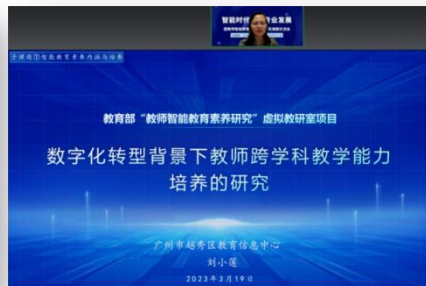 智能时代
业发展
子课题①智能教育素养内涵与培养
教育部“教师智能教育素养研究”虚拟教研室项目
数字化转型背景下教师跨学科教学能力
培养的研究
广州市越秀区教育信息中心
刘小莲
2023年3月19日